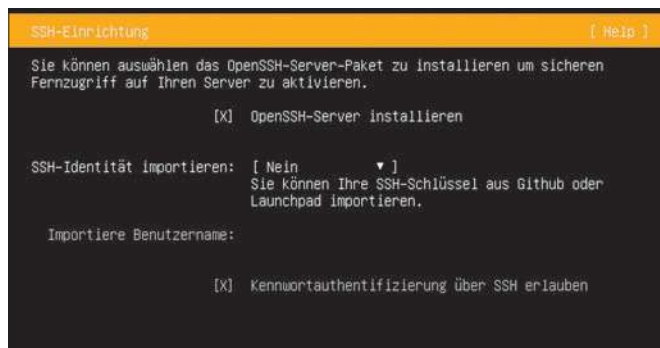 SSH-Einrichtung [ Help ]
Sie können auswählen das OpenSSH-Server-Paket zu installieren um sicheren
Fernzugriff auf Ihren Server zu aktivieren.
[X] OpenSSH-Server installieren
SSH-Identität importieren: [ Nein ▾ ]
Sie können Ihre SSH-Schlüssel aus Github oder
Launchpad importieren.
Importiere Benutzername:
[X] Kennwortauthentifizierung über SSH erlauben